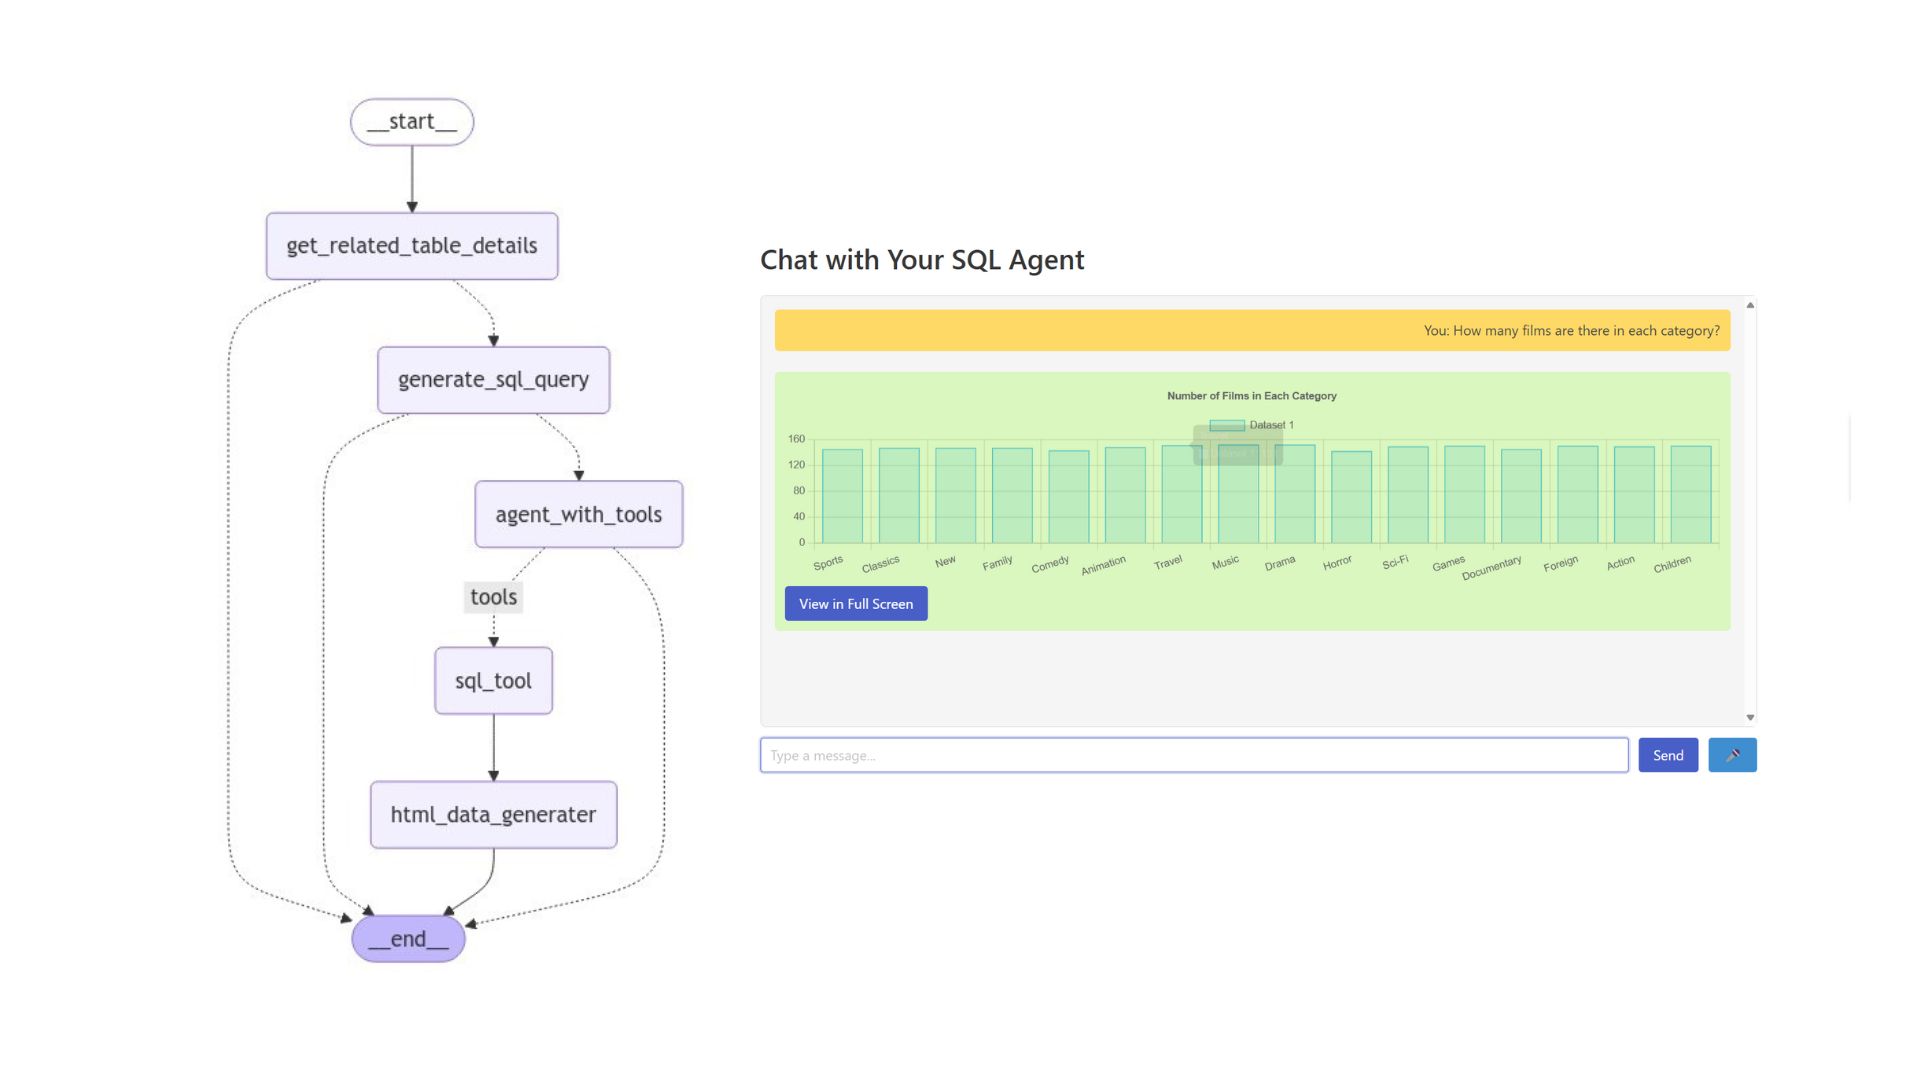 __start__
get_related_table_details
generate_sql_query
agent_with_tools
tools
sql_tool
html_data_generater
__end__
Chat with Your SQL Agent
You: How many films are there in each category?
Number of Films in Each Category
Dataset 1
160
120
80
40
0
Sports Classics New Family Comedy Animation Travel Music Drama Horror Sci-Fi Games Documentary Foreign Action Children
View in Full Screen
Type a message...
Send